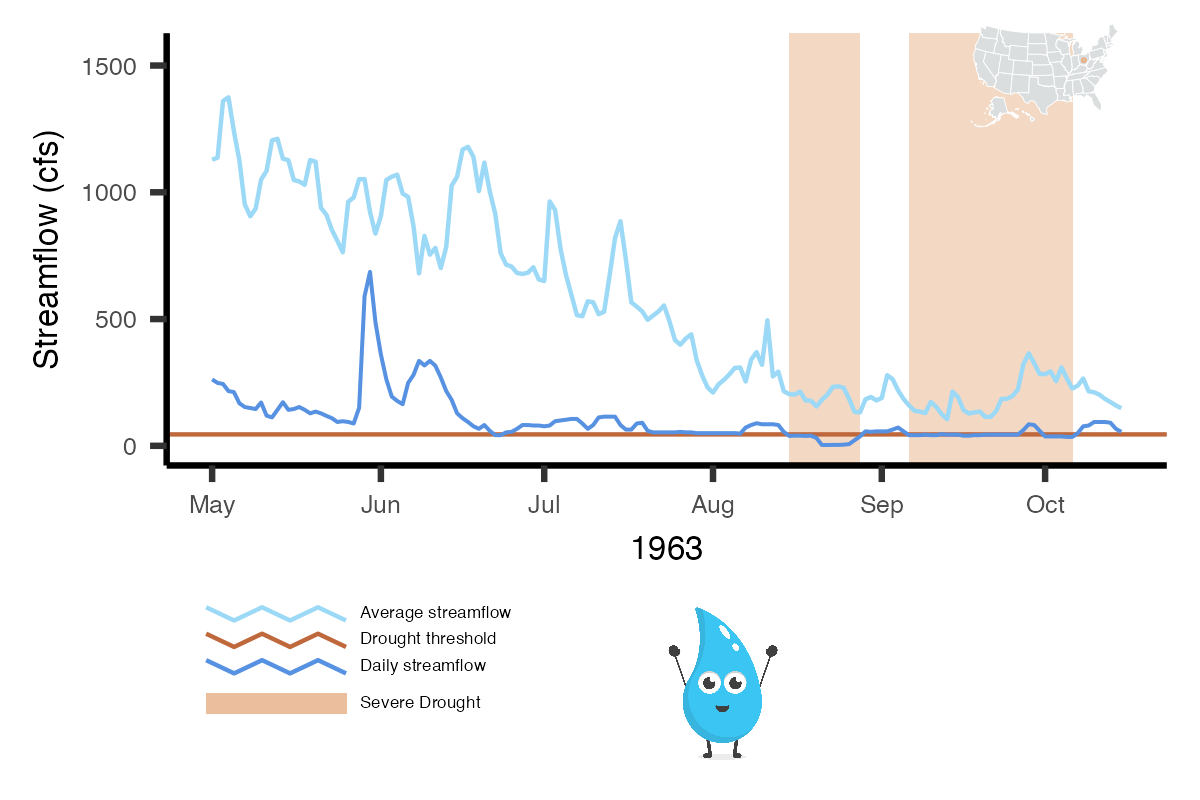 Streamflow (cfs)
1500
1000
500
0
May Jun Jul Aug Sep Oct
1963
Average streamflow
Drought threshold
Daily streamflow
Severe Drought